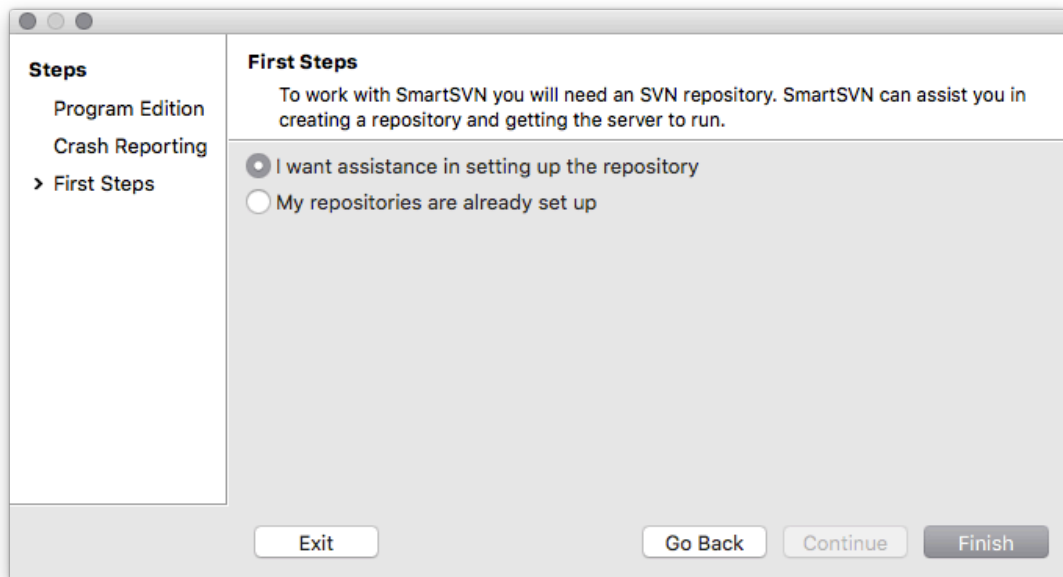 Steps
Program Edition
Crash Reporting
› First Steps
First Steps
To work with SmartSVN you will need an SVN repository. SmartSVN can assist you in
creating a repository and getting the server to run.
I want assistance in setting up the repository
My repositories are already set up
Exit
Go Back
Continue
Finish